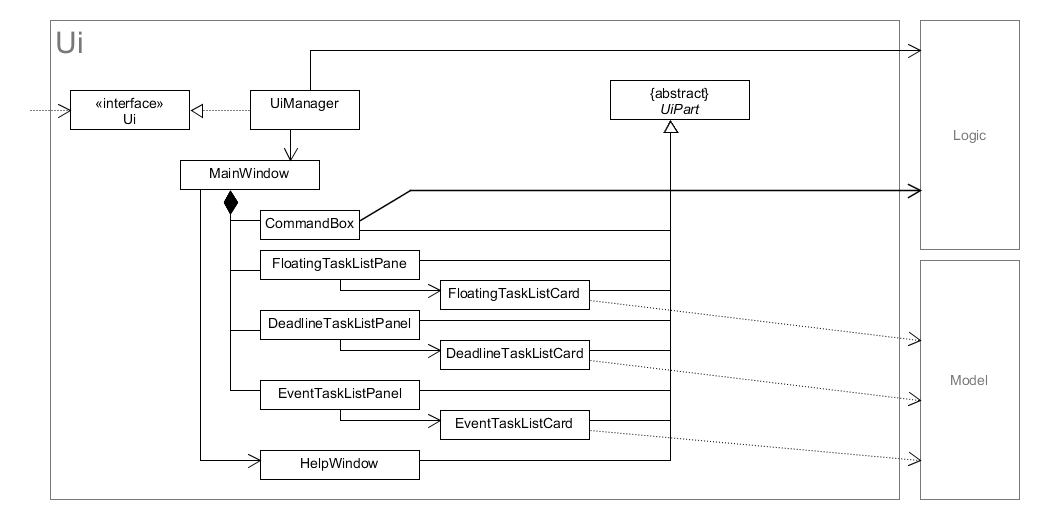 Ui
«interface»
Ui
UiManager
{abstract}
UiPart
Logic
MainWindow
CommandBox
FloatingTaskListPane
FloatingTaskListCard
DeadlineTaskListPanel
DeadlineTaskListCard
Model
EventTaskListPanel
EventTaskListCard
HelpWindow